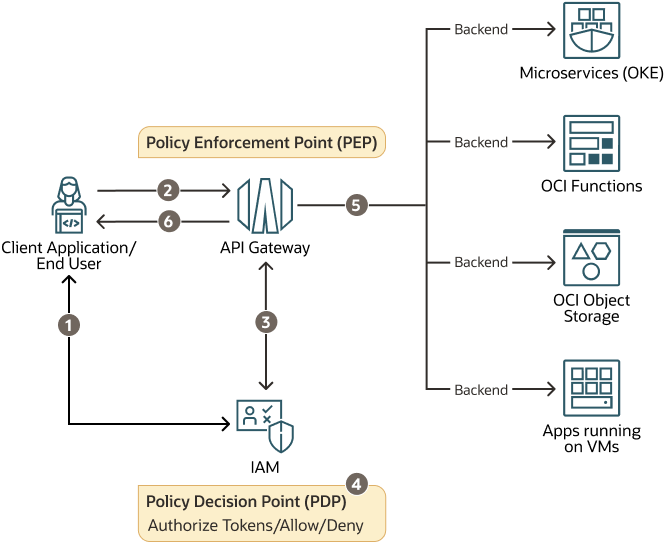 Backend
Microservices (OKE)
Policy Enforcement Point (PEP)
Backend
OCI Functions
2
5
6
Client Application/
End User
API Gateway
Backend
OCI Object
Storage
1
3
Backend
Apps running
on VMs
IAM
4
Policy Decision Point (PDP)
Authorize Tokens/Allow/Deny